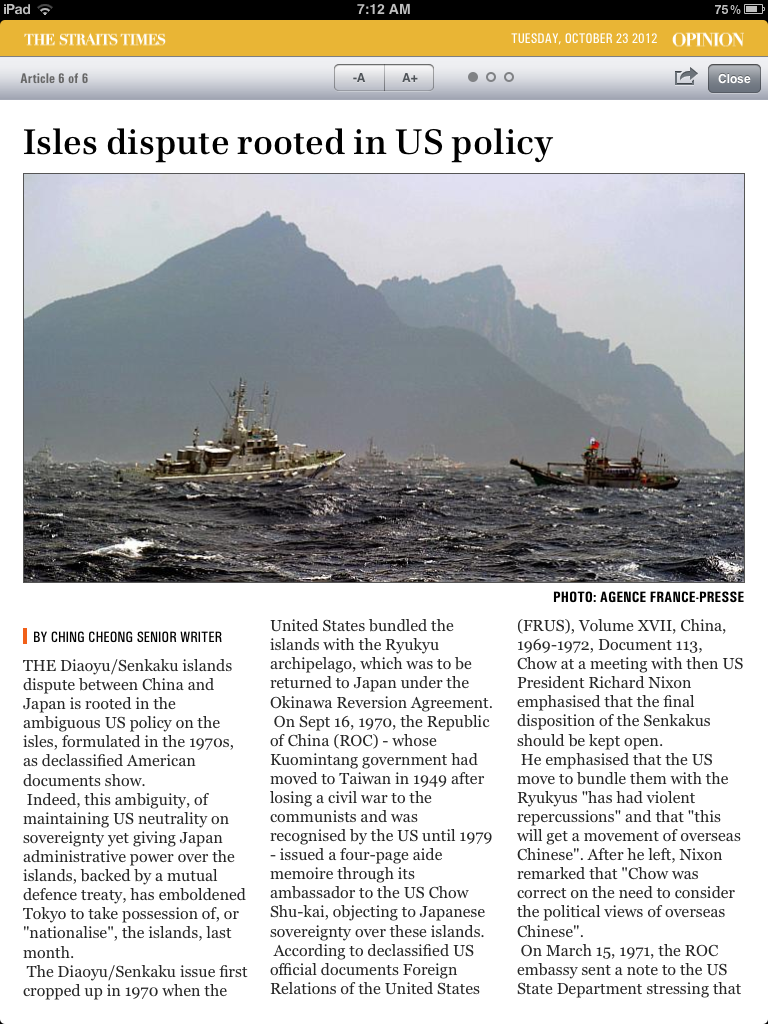 iPad
7:12 AM
75%
THE STRAITS TIMES
TUESDAY, OCTOBER 23 2012 OPINION
Article 6 of 6
-A
A+
Close
Isles dispute rooted in US policy
PHOTO: AGENCE FRANCE-PRESSE
BY CHING CHEONG SENIOR WRITER
THE Diaoyu/Senkaku islands
dispute between China and
Japan is rooted in the
ambiguous US policy on the
isles, formulated in the 1970s,
as declassified American
documents show.
Indeed, this ambiguity, of
maintaining US neutrality on
sovereignty yet giving Japan
administrative power over the
islands, backed by a mutual
defence treaty, has emboldened
Tokyo to take possession of, or
"nationalise", the islands, last
month.
The Diaoyu/Senkaku issue first
cropped up in 1970 when the
United States bundled the
islands with the Ryukyu
archipelago, which was to be
returned to Japan under the
Okinawa Reversion Agreement.
On Sept 16, 1970, the Republic
of China (ROC) - whose
Kuomintang government had
moved to Taiwan in 1949 after
losing a civil war to the
communists and was
recognised by the US until 1979
- issued a four-page aide
memoire through its
ambassador to the US Chow
Shu-kai, objecting to Japanese
sovereignty over these islands.
According to declassified US
official documents Foreign
Relations of the United States
(FRUS), Volume XVII, China,
1969-1972, Document 113,
Chow at a meeting with then US
President Richard Nixon
emphasised that the final
disposition of the Senkakus
should be kept open.
He emphasised that the US
move to bundle them with the
Ryukyus "has had violent
repercussions" and that "this
will get a movement of overseas
Chinese". After he left, Nixon
remarked that "Chow was
correct on the need to consider
the political views of overseas
Chinese".
On March 15, 1971, the ROC
embassy sent a note to the US
State Department stressing that